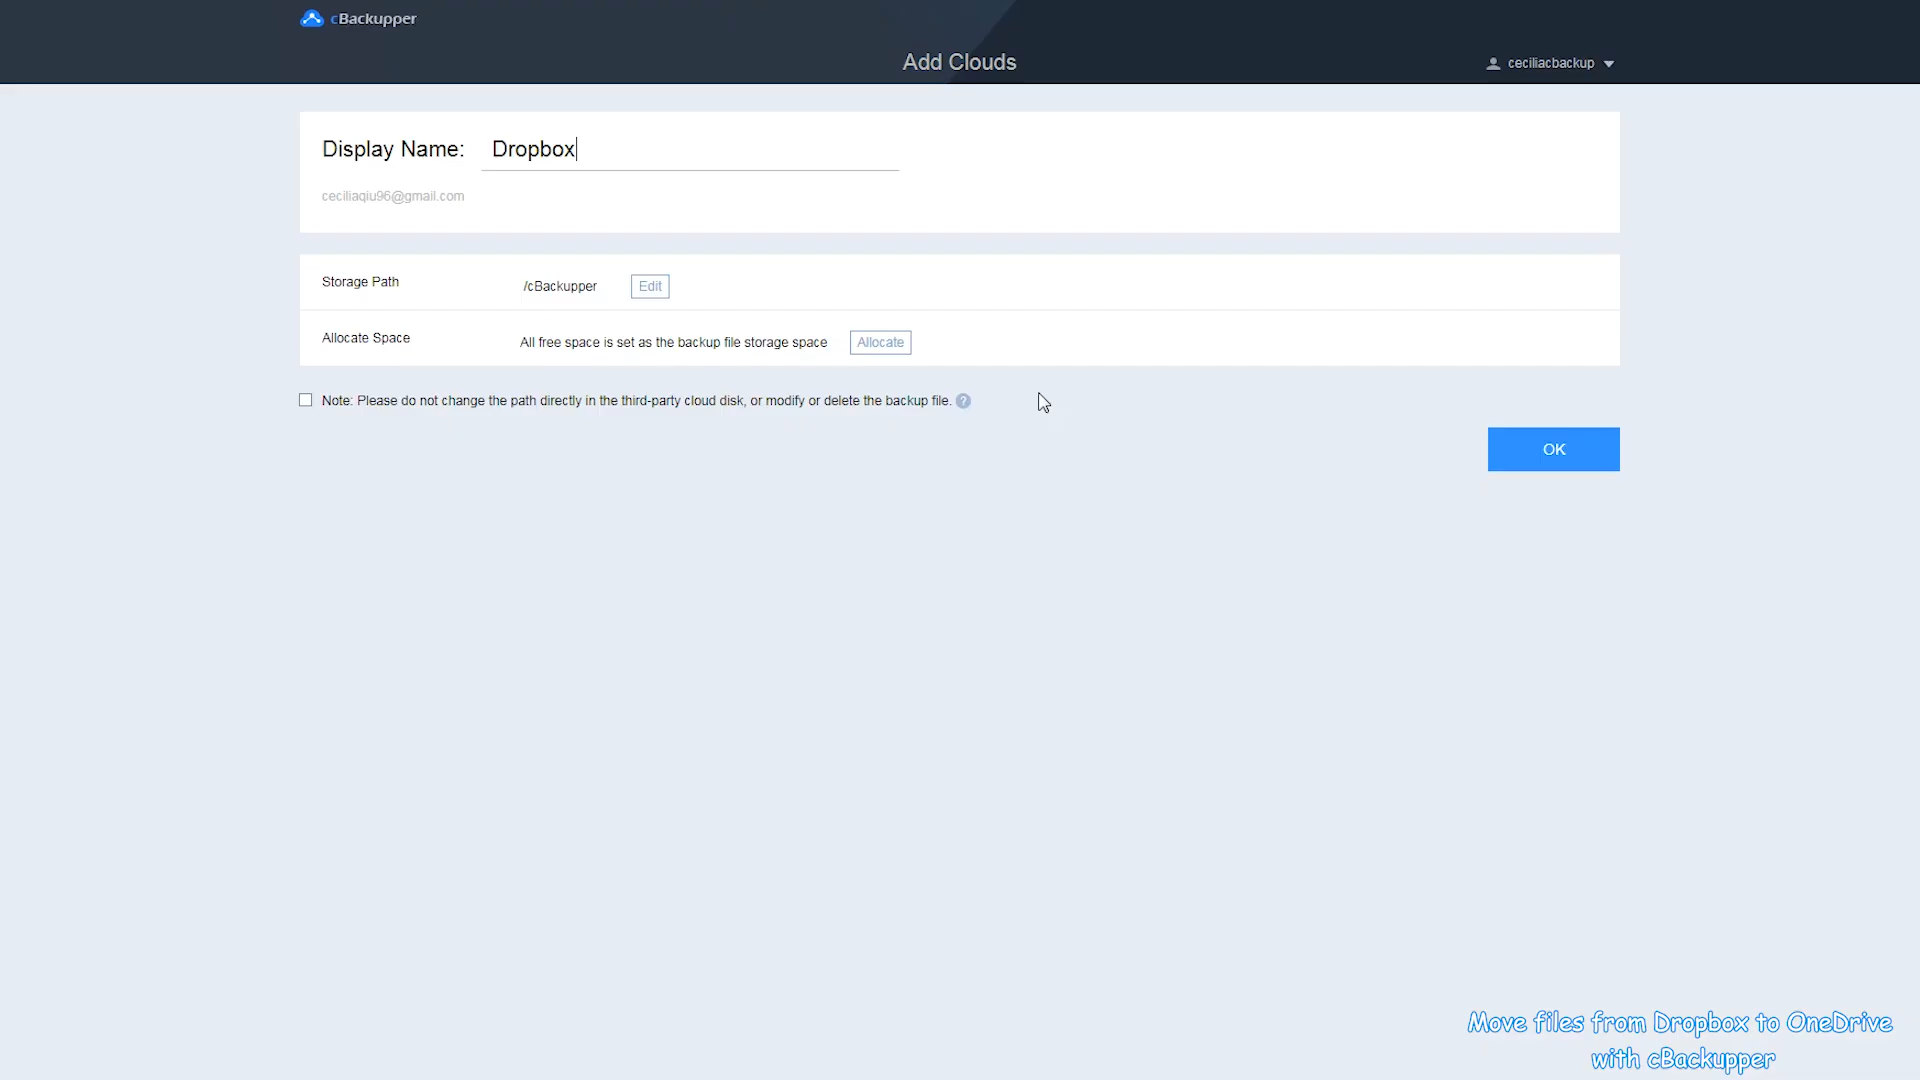 cBackupper
Add Clouds
ceciliacbackup
Display Name: Dropbox
ceciliaqiu96@gmail.com
Storage Path /cBackupper Edit
Allocate Space All free space is set as the backup file storage space Allocate
Note: Please do not change the path directly in the third-party cloud disk, or modify or delete the backup file. ?
OK
Move files from Dropbox to OneDrive
with cBackupper